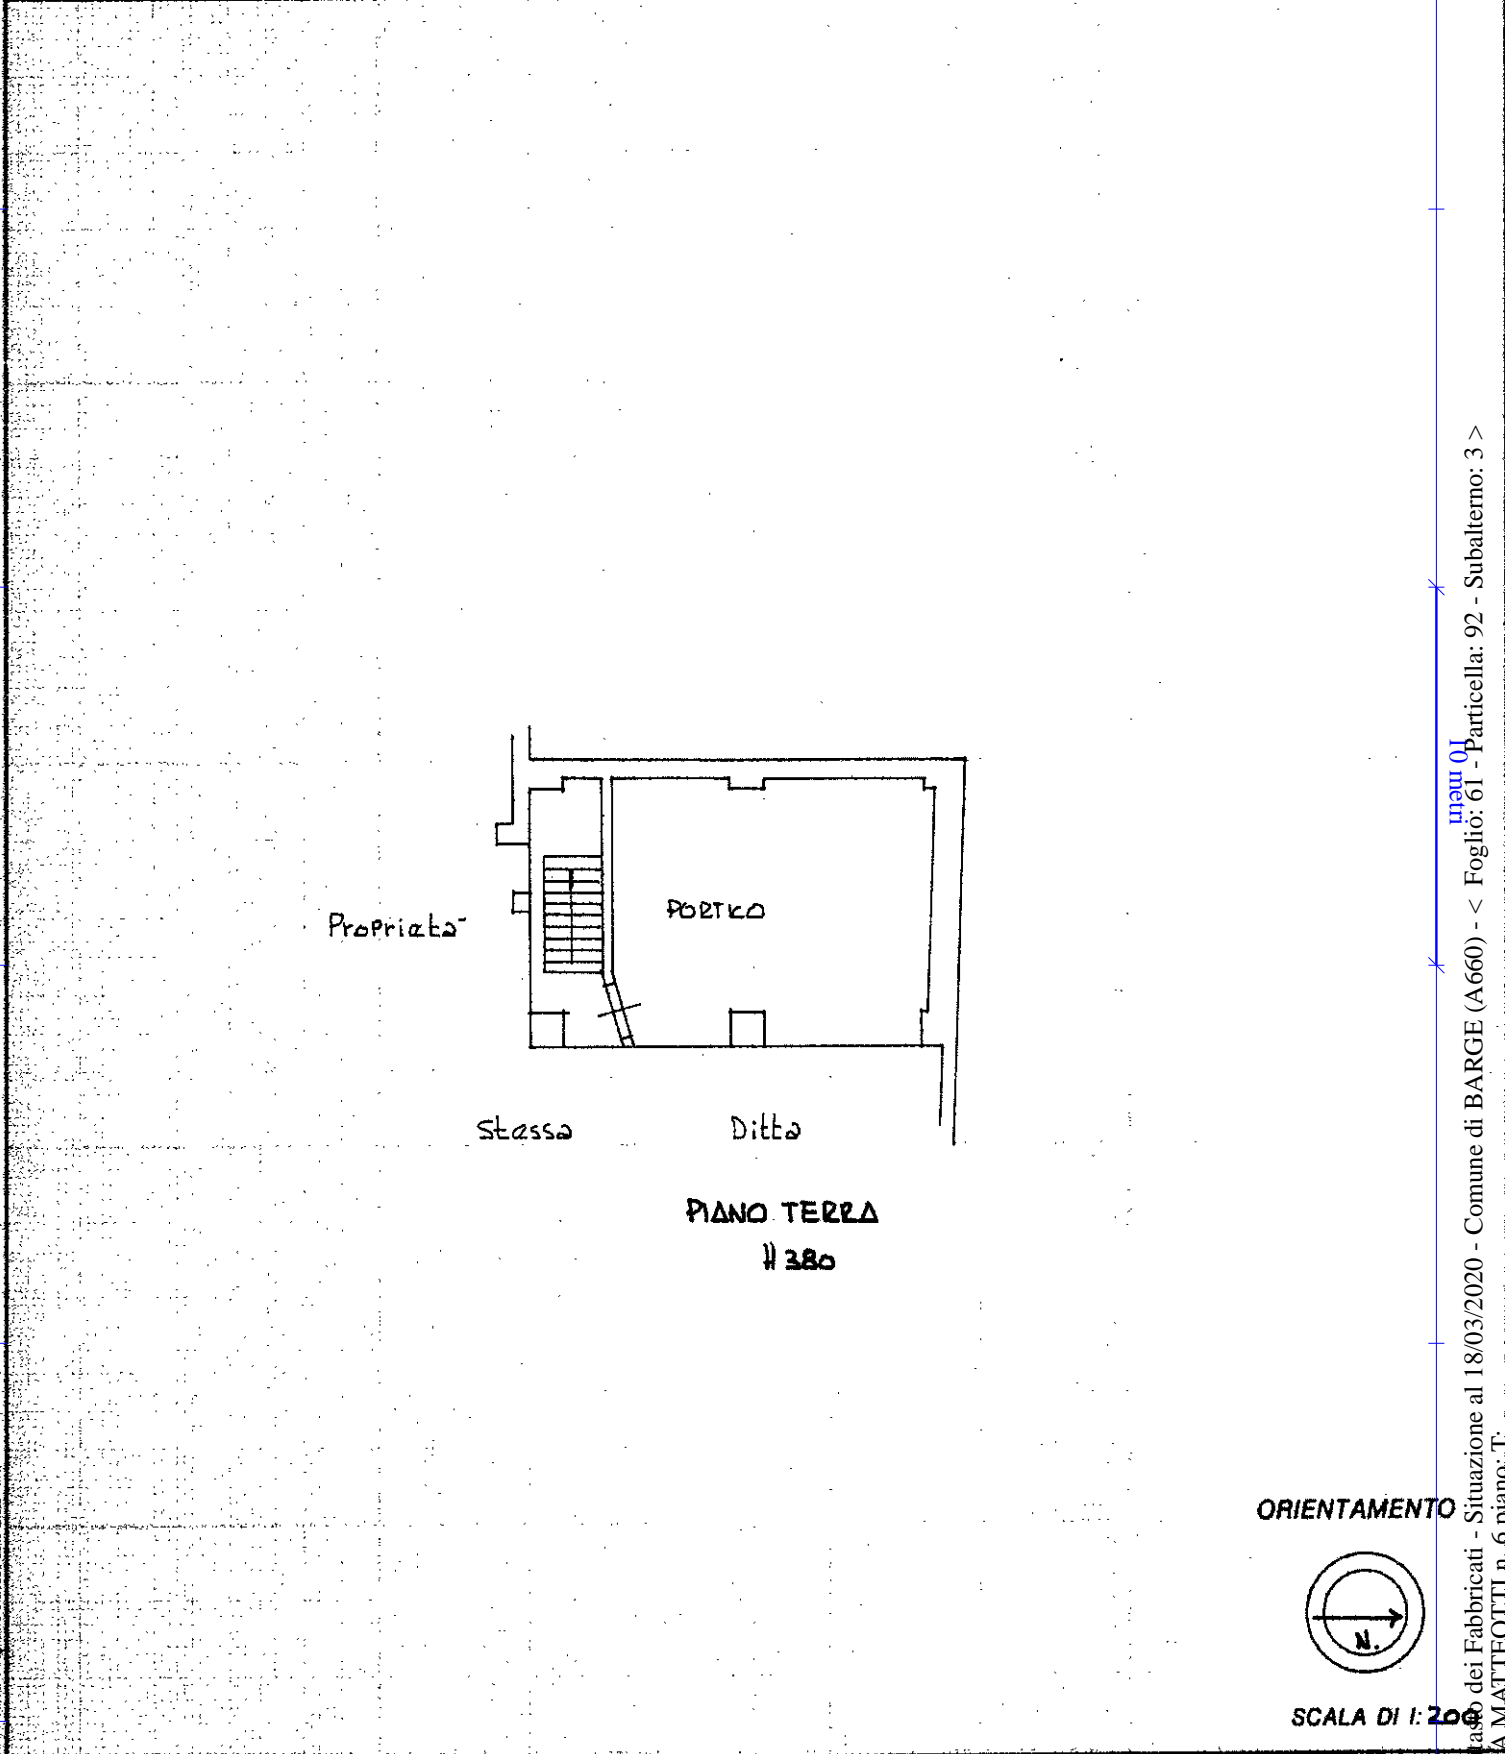 PORTICO
Proprieta'
Stessa Ditta
PIANO TERRA
H 380
ORIENTAMENTO
N.
SCALA DI 1:200
10 metri
dei Fabbricati - Situazione al 18/03/2020 - Comune di BARGE (A660) - < Foglio: 61 - Particella: 92 - Subalterno: 3 >
A MATTEOTTI n. 6 piano: T;